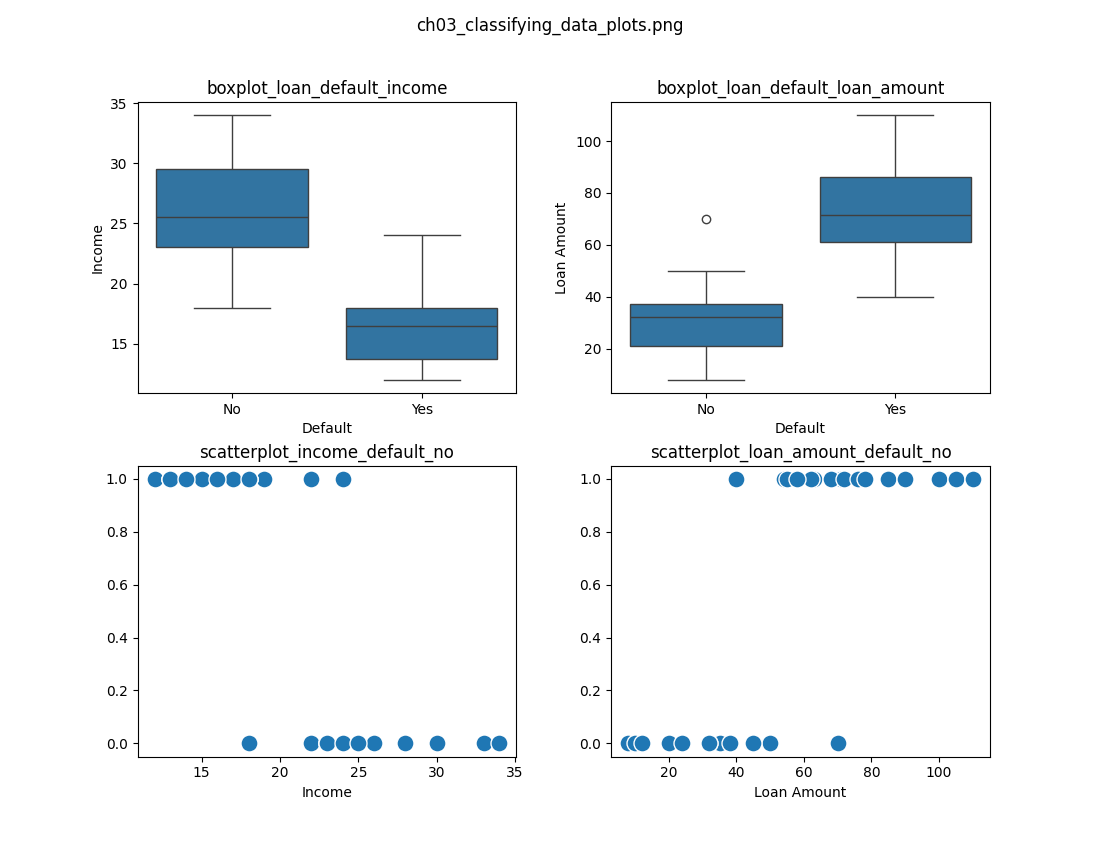 ch03_classifying_data_plots.png
boxplot_loan_default_income
35
30
25
20
15
Income
No
Yes
Default
boxplot_loan_default_loan_amount
100
80
60
40
20
Loan Amount
No
Yes
Default
scatterplot_income_default_no
1.0
0.8
0.6
0.4
0.2
0.0
15
20
25
30
35
Income
scatterplot_loan_amount_default_no
1.0
0.8
0.6
0.4
0.2
0.0
20
40
60
80
100
Loan Amount